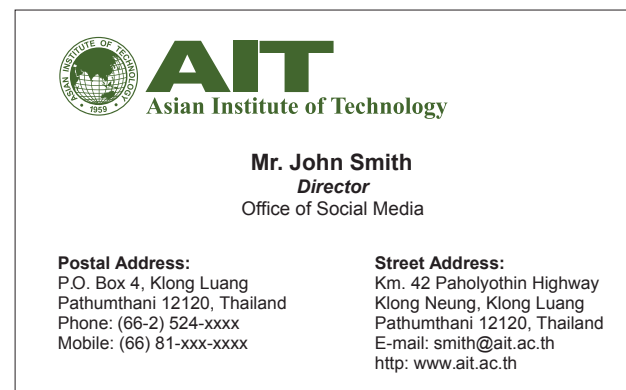 ASIAN INSTITUTE OF TECHNOLOGY
• 1959 •
AIT
Asian Institute of Technology
Mr. John Smith
Director
Office of Social Media
Postal Address:
P.O. Box 4, Klong Luang
Pathumthani 12120, Thailand
Phone: (66-2) 524-xxxx
Mobile: (66) 81-xxx-xxxx
Street Address:
Km. 42 Paholyothin Highway
Klong Neung, Klong Luang
Pathumthani 12120, Thailand
E-mail: smith@ait.ac.th
http: www.ait.ac.th